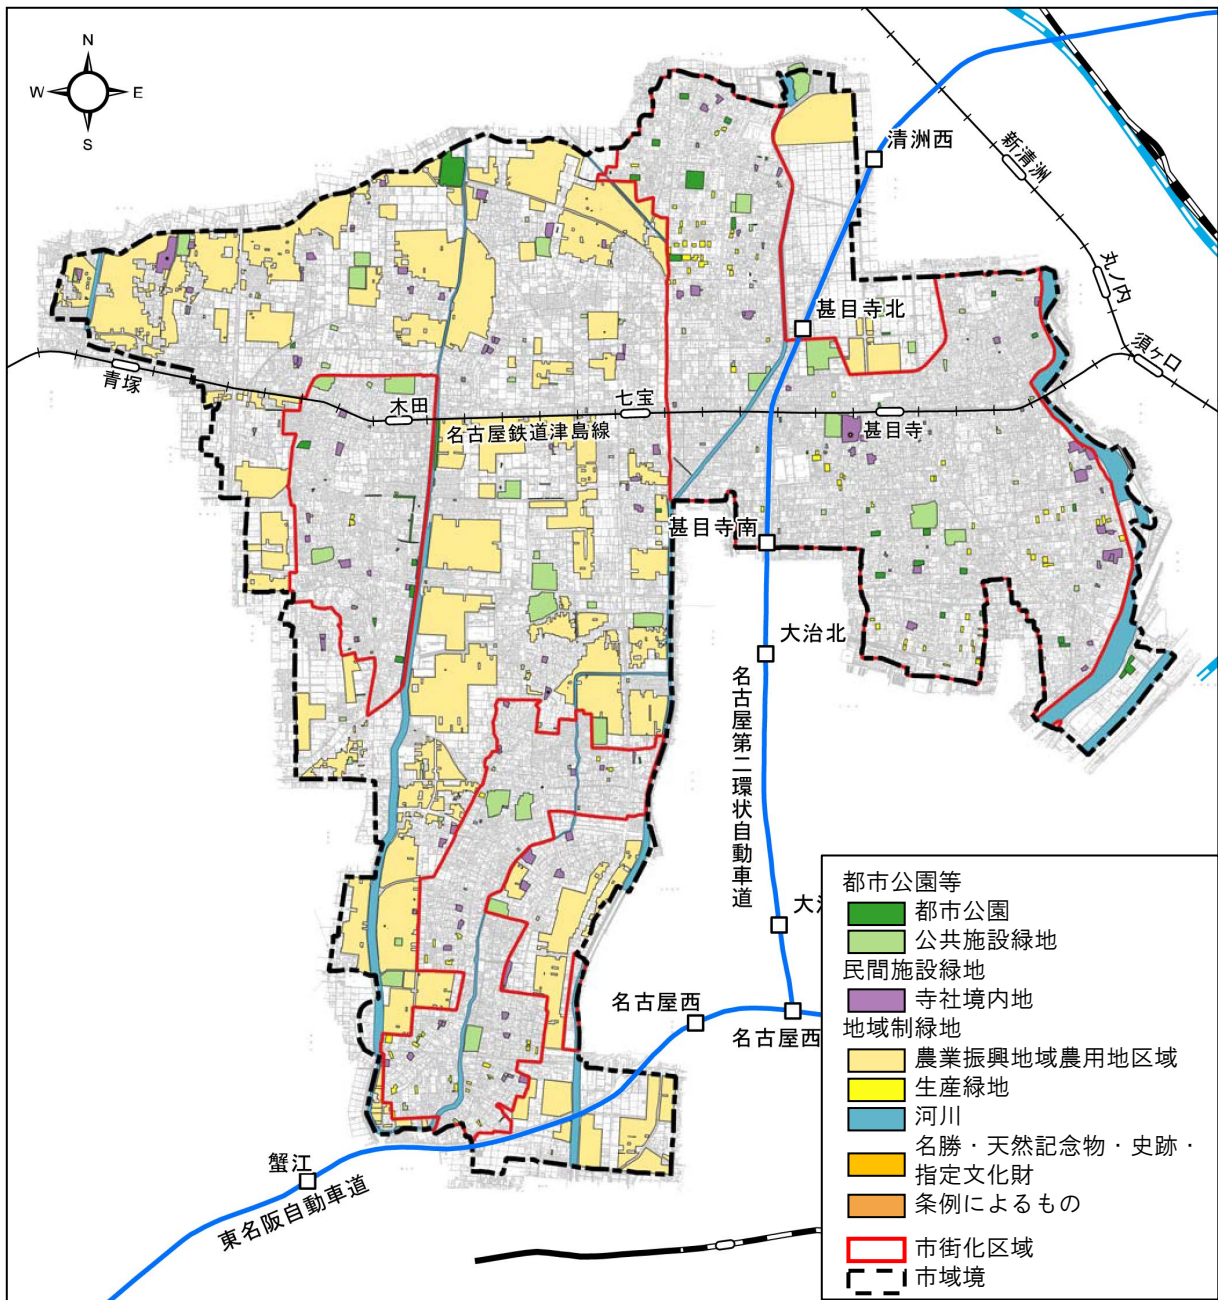 N
W
E
S
清洲西
新清洲
丸ノ内
須ケ口
甚目寺北
青塚
木田
七宝
名古屋鉄道津島線
甚目寺
甚目寺南
大治北
名古屋第二環状自動車道
名古屋西
名古屋西
蟹江
東名阪自動車道
都市公園等
都市公園
公共施設緑地
民間施設緑地
寺社境内地
地域制緑地
農業振興地域農用地区域
生産緑地
河川
名勝・天然記念物・史跡・
指定文化財
条例によるもの
市街化区域
市域境